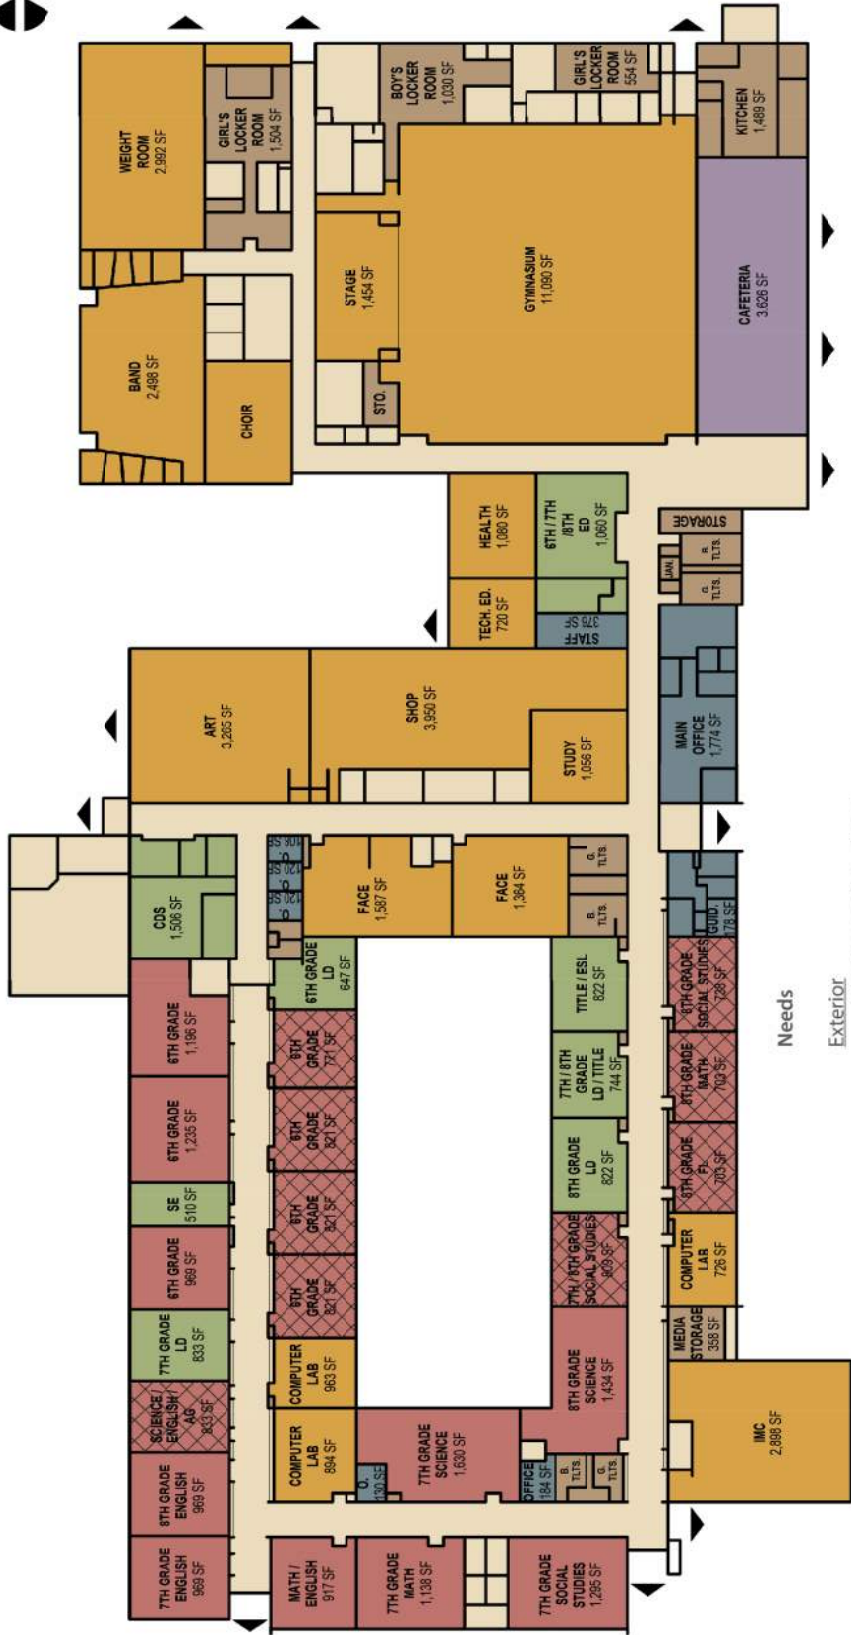 WEIGHT
ROOM
2,992 SF
GIRL'S
LOCKER
ROOM
1,504 SF
BOY'S
LOCKER
ROOM
1,030 SF
GIRL'S
LOCKER
ROOM
554 SF
KITCHEN
1,489 SF
BAND
2,498 SF
CHOIR
STAGE
1,454 SF
STO.
GYMNASIUM
11,090 SF
CAFETERIA
3,626 SF
HEALTH
1,080 SF
6TH / 7TH
/8TH
ED
1,060 SF
STORAGE
JAN.
B.
TLTS.
G.
TLTS.
TECH. ED.
720 SF
STAFF
376 SF
ART
3,265 SF
SHOP
3,950 SF
STUDY
1,056 SF
MAIN
OFFICE
1,774 SF
CDS
1,506 SF
O.
120 SF
O.
120 SF
O.
106 SF
FACE
1,587 SF
FACE
1,364 SF
G.
TLTS.
B.
TLTS.
GUID.
178 SF
6TH GRADE
1,196 SF
6TH GRADE
LD
647 SF
TITLE / ESL
822 SF
8TH GRADE
SOCIAL STUDIES
728 SF
6TH GRADE
1,235 SF
6TH
GRADE
771 SF
7TH / 8TH
GRADE
LD / TITLE
744 SF
8TH GRADE
MATH
703 SF
SE
510 SF
6TH
GRADE
821 SF
8TH GRADE
LD
822 SF
8TH GRADE
FL
703 SF
6TH GRADE
969 SF
6TH
GRADE
821 SF
7TH / 8TH GRADE
SOCIAL STUDIES
809 SF
COMPUTER
LAB
726 SF
7TH GRADE
LD
833 SF
6TH
GRADE
821 SF
8TH GRADE
SCIENCE
1,434 SF
MEDIA
STORAGE
358 SF
SCIENCE /
ENGLISH /
AG
833 SF
COMPUTER
LAB
963 SF
COMPUTER
LAB
894 SF
O.
130 SF
7TH GRADE
SCIENCE
1,630 SF
OFFICE
184 SF
B.
TLTS.
G.
TLTS.
IMC
2,898 SF
8TH GRADE
ENGLISH
969 SF
7TH GRADE
ENGLISH
969 SF
MATH /
ENGLISH
917 SF
7TH GRADE
MATH
1,138 SF
7TH GRADE
SOCIAL
STUDIES
1,295 SF
Needs
Exterior